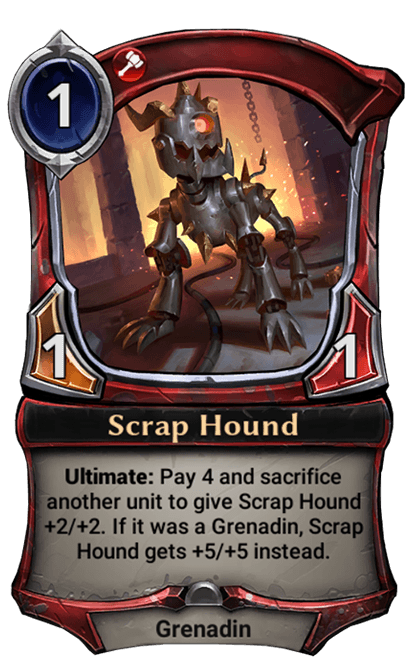 1
1
1
Scrap Hound
Ultimate: Pay 4 and sacrifice
another unit to give Scrap Hound
+2/+2. If it was a Grenadin, Scrap
Hound gets +5/+5 instead.
Grenadin